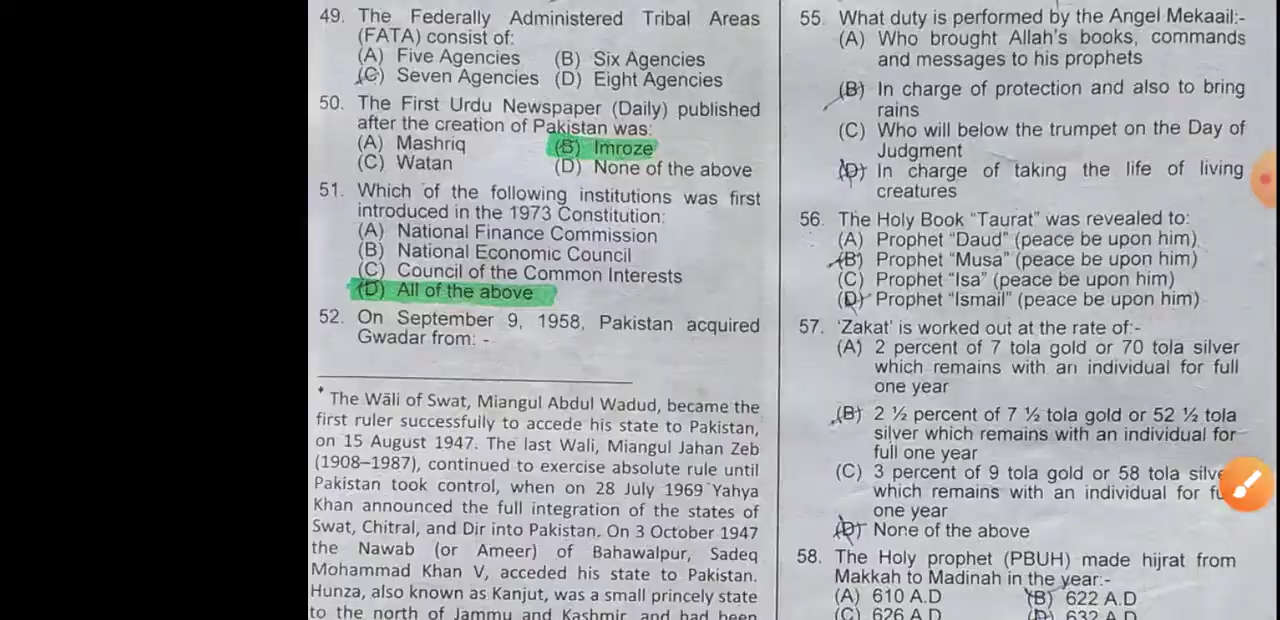 49. The Federally Administered Tribal Areas
(FATA) consist of:
(A) Five Agencies (B) Six Agencies
(C) Seven Agencies (D) Eight Agencies
50. The First Urdu Newspaper (Daily) published
after the creation of Pakistan was:
(A) Mashriq (B) Imroze
(C) Watan (D) None of the above
51. Which of the following institutions was first
introduced in the 1973 Constitution:
(A) National Finance Commission
(B) National Economic Council
(C) Council of the Common Interests
(D) All of the above
52. On September 9, 1958, Pakistan acquired
Gwadar from: -
* The Wāli of Swat, Miangul Abdul Wadud, became the
first ruler successfully to accede his state to Pakistan,
on 15 August 1947. The last Wali, Miangul Jahan Zeb
(1908–1987), continued to exercise absolute rule until
Pakistan took control, when on 28 July 1969 Yahya
Khan announced the full integration of the states of
Swat, Chitral, and Dir into Pakistan. On 3 October 1947
the Nawab (or Ameer) of Bahawalpur, Sadeq
Mohammad Khan V, acceded his state to Pakistan.
Hunza, also known as Kanjut, was a small princely state
to the north of Jammu and Kashmir, and had been
55. What duty is performed by the Angel Mekaail:-
(A) Who brought Allah's books, commands
and messages to his prophets
(B) In charge of protection and also to bring
rains
(C) Who will below the trumpet on the Day of
Judgment
(D) In charge of taking the life of living
creatures
56. The Holy Book "Taurat" was revealed to:
(A) Prophet "Daud" (peace be upon him)
(B) Prophet "Musa" (peace be upon him)
(C) Prophet "Isa" (peace be upon him)
(D) Prophet "Ismail" (peace be upon him)
57. 'Zakat' is worked out at the rate of:-
(A) 2 percent of 7 tola gold or 70 tola silver
which remains with an individual for full
one year
(B) 2 ½ percent of 7 ½ tola gold or 52 ½ tola
silver which remains with an individual for
full one year
(C) 3 percent of 9 tola gold or 58 tola
which remains with an individual for
one year
(D) None of the above
58. The Holy prophet (PBUH) made hijrat from
Makkah to Madinah in the year:-
(A) 610 A.D (B) 622 A.D
(C) 626 A.D (D) 632 A.D